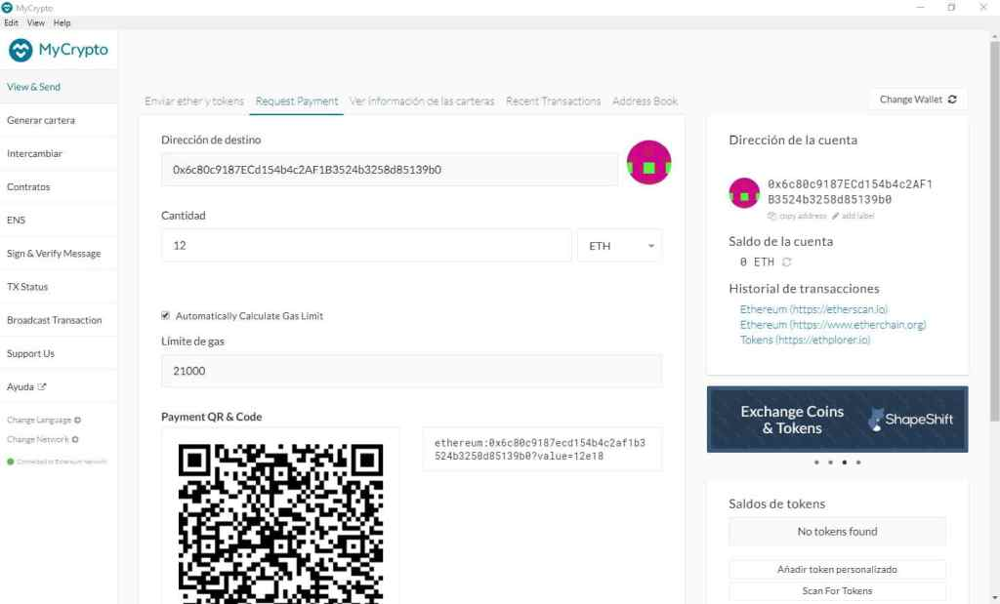 MyCrypto
Edit View Help
MyCrypto
View & Send
Generar cartera
Intercambiar
Contratos
ENS
Sign & Verify Message
TX Status
Broadcast Transaction
Support Us
Ayuda
Change Language
Change Network
Connected to Ethereum Network
Enviar ether y tokens Request Payment Ver información de las carteras Recent Transactions Address Book
Change Wallet
Dirección de destino
0x6c80c9187ECd154b4c2AF1B3524b3258d85139b0
Cantidad
12
ETH
Automatically Calculate Gas Limit
Límite de gas
21000
Payment QR & Code
ethereum:0x6c80c9187ecd154b4c2af1b3
524b3258d85139b0?value=12e18
Dirección de la cuenta
0x6c80c9187ECd154b4c2AF1
B3524b3258d85139b0
copy address add label
Saldo de la cuenta
0 ETH
Historial de transacciones
Ethereum (https://etherscan.io)
Ethereum (https://www.etherchain.org)
Tokens (https://ethplorer.io)
Exchange Coins
& Tokens
ShapeShift
Saldos de tokens
No tokens found
Añadir token personalizado
Scan For Tokens